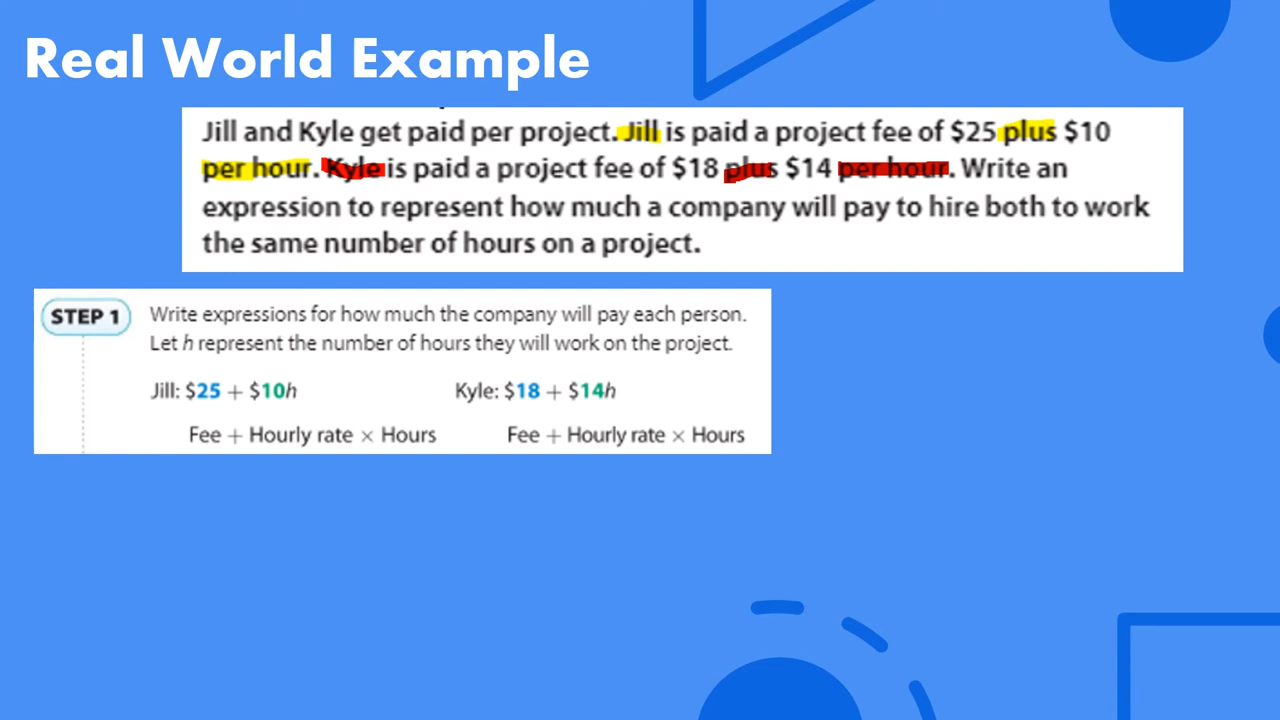 Real World Example
Jill and Kyle get paid per project. Jill is paid a project fee of $25 plus $10
per hour. Kyle is paid a project fee of $18 plus $14 per hour. Write an
expression to represent how much a company will pay to hire both to work
the same number of hours on a project.
STEP 1
Write expressions for how much the company will pay each person.
Let h represent the number of hours they will work on the project.
Jill: $25 + $10h
Kyle: $18 + $14h
Fee + Hourly rate × Hours
Fee + Hourly rate × Hours